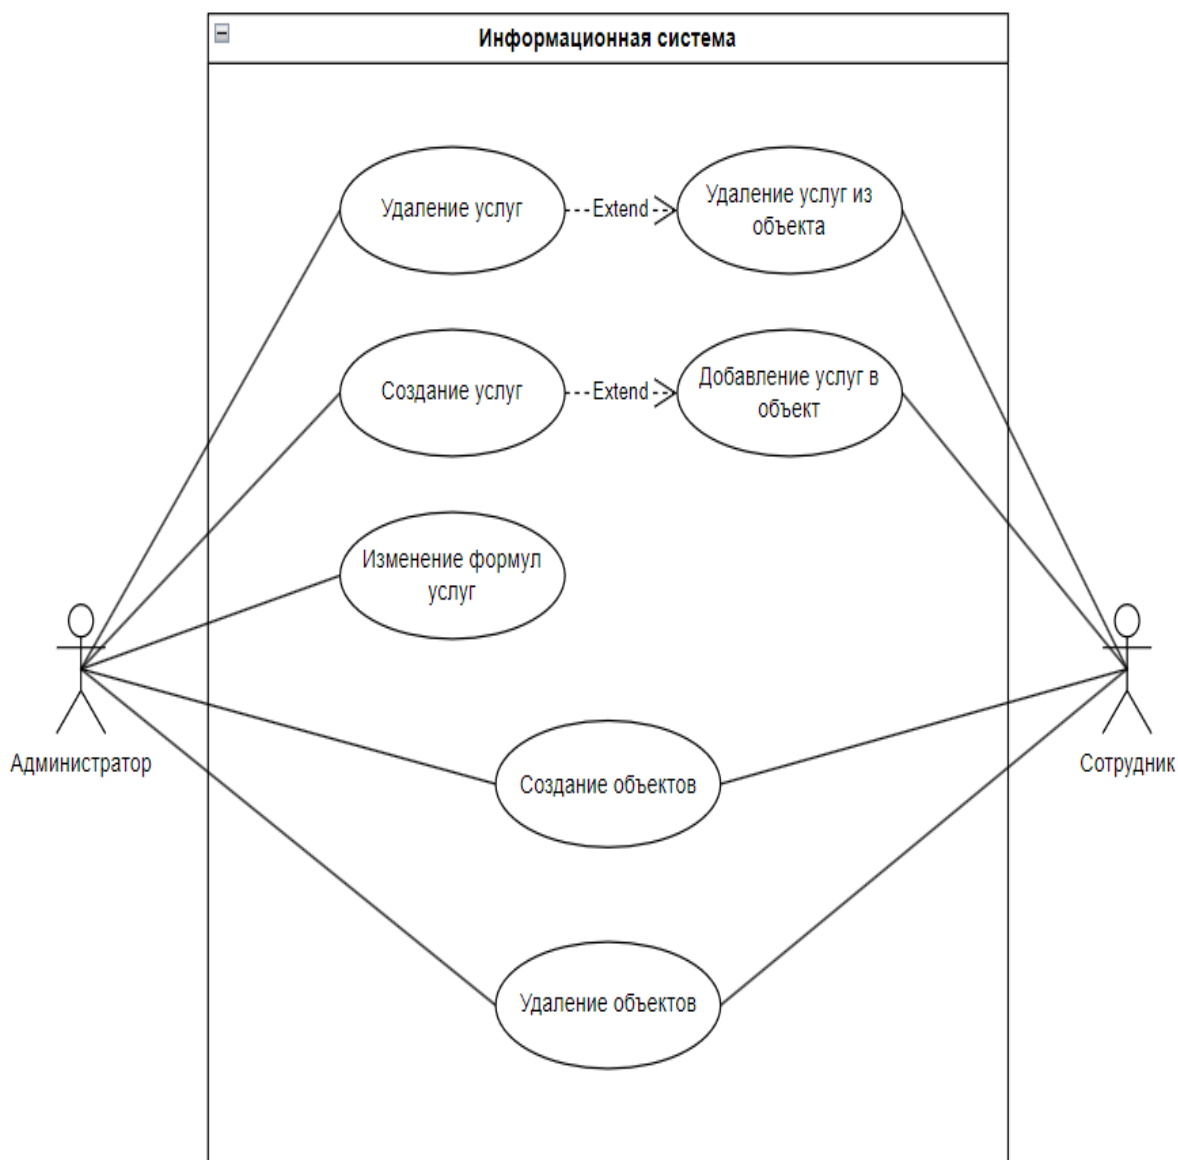 Информационная система
Удаление услуг
Extend
Удаление услуг из
объекта
Создание услуг
Extend
Добавление услуг в
объект
Изменение формул
услуг
Администратор
Сотрудник
Создание объектов
Удаление объектов